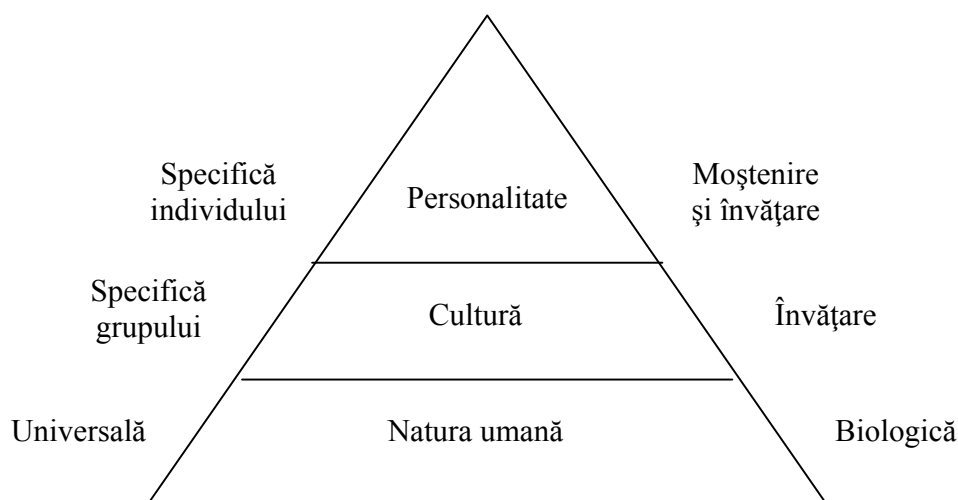 Specifică
individului
Personalitate
Moştenire
şi învăţare
Specifică
grupului
Cultură
Învăţare
Universală
Natura umană
Biologică